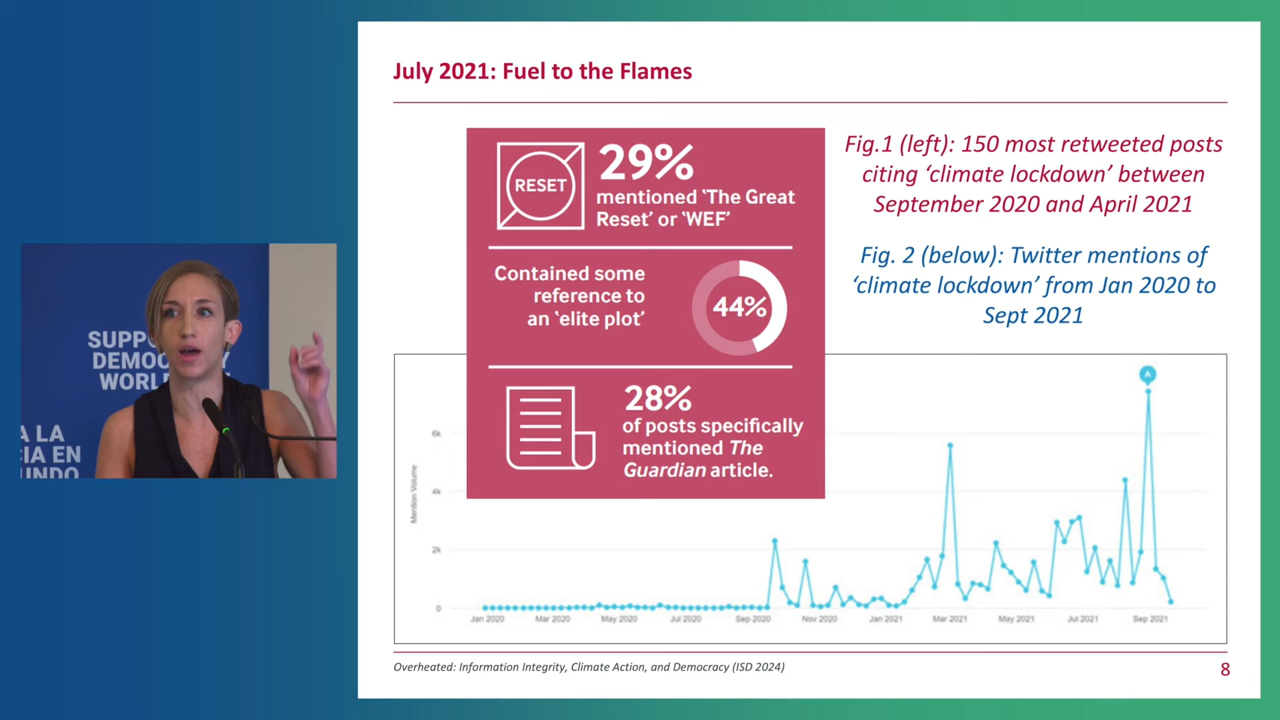 July 2021: Fuel to the Flames
RESET
29%
mentioned ‘The Great
Reset’ or ‘WEF’
Contained some
reference to
an ‘elite plot’
44%
28%
of posts specifically
mentioned The
Guardian article.
Fig.1 (left): 150 most retweeted posts
citing ‘climate lockdown’ between
September 2020 and April 2021
Fig. 2 (below): Twitter mentions of
‘climate lockdown’ from Jan 2020 to
Sept 2021
A
Mention Volume
6k
4k
2k
0
Jan 2020 Mar 2020 May 2020 Jul 2020 Sep 2020 Nov 2020 Jan 2021 Mar 2021 May 2021 Jul 2021 Sep 2021
Overheated: Information Integrity, Climate Action, and Democracy (ISD 2024)
8
SUPP
DEMOC Y
WORL
A LA
CIA EN
UNDO